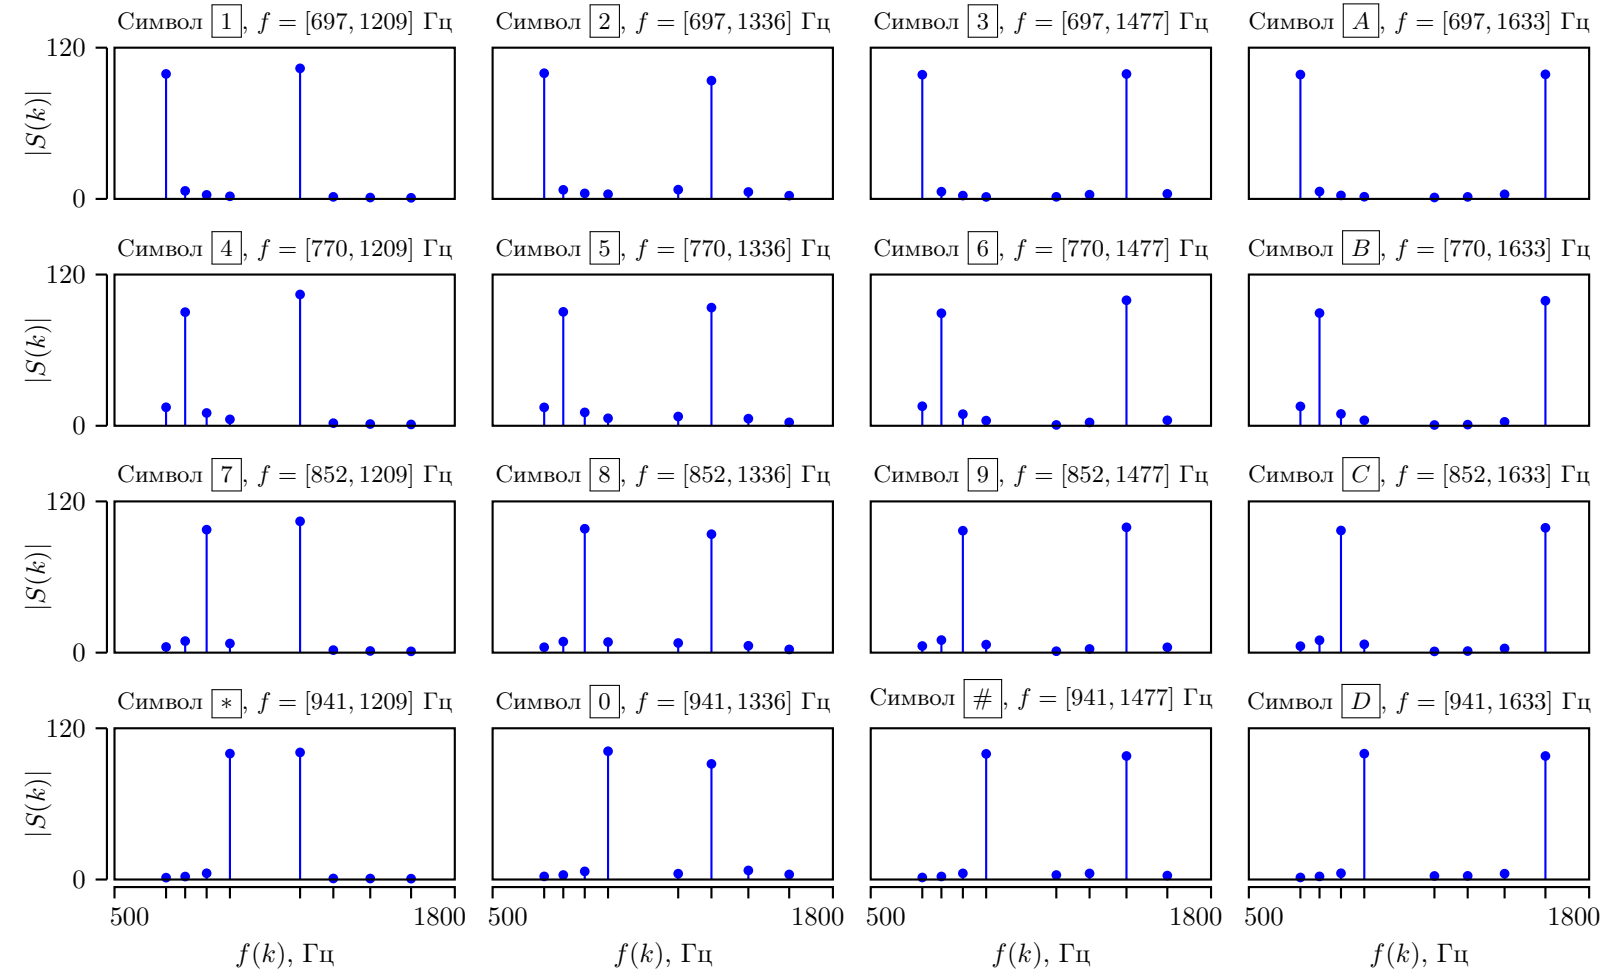 Символ 1, f = [697, 1209] Гц Символ 2, f = [697, 1336] Гц Символ 3, f = [697, 1477] Гц Символ A, f = [697, 1633] Гц
120
|S(k)|
0
Символ 4, f = [770, 1209] Гц Символ 5, f = [770, 1336] Гц Символ 6, f = [770, 1477] Гц Символ B, f = [770, 1633] Гц
120
|S(k)|
0
Символ 7, f = [852, 1209] Гц Символ 8, f = [852, 1336] Гц Символ 9, f = [852, 1477] Гц Символ C, f = [852, 1633] Гц
120
|S(k)|
0
Символ *, f = [941, 1209] Гц Символ 0, f = [941, 1336] Гц Символ #, f = [941, 1477] Гц Символ D, f = [941, 1633] Гц
120
|S(k)|
0
500 1800 500 1800 500 1800 500 1800
f(k), Гц f(k), Гц f(k), Гц f(k), Гц